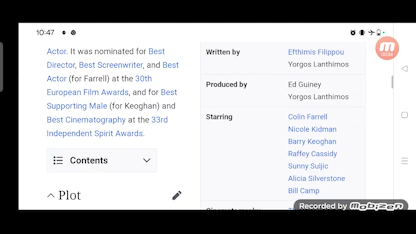 10:47
Actor. It was nominated for Best
Director, Best Screenwriter, and Best
Actor (for Farrell) at the 30th
European Film Awards, and for Best
Supporting Male (for Keoghan) and
Best Cinematography at the 33rd
Independent Spirit Awards.
Contents
Plot
Written by
Efthimis Filippou
Yorgos Lanthimos
Produced by
Ed Guiney
Yorgos Lanthimos
Starring
Colin Farrell
Nicole Kidman
Barry Keoghan
Raffey Cassidy
Sunny Suljic
Alicia Silverstone
Bill Camp
Recorded by Mobizen